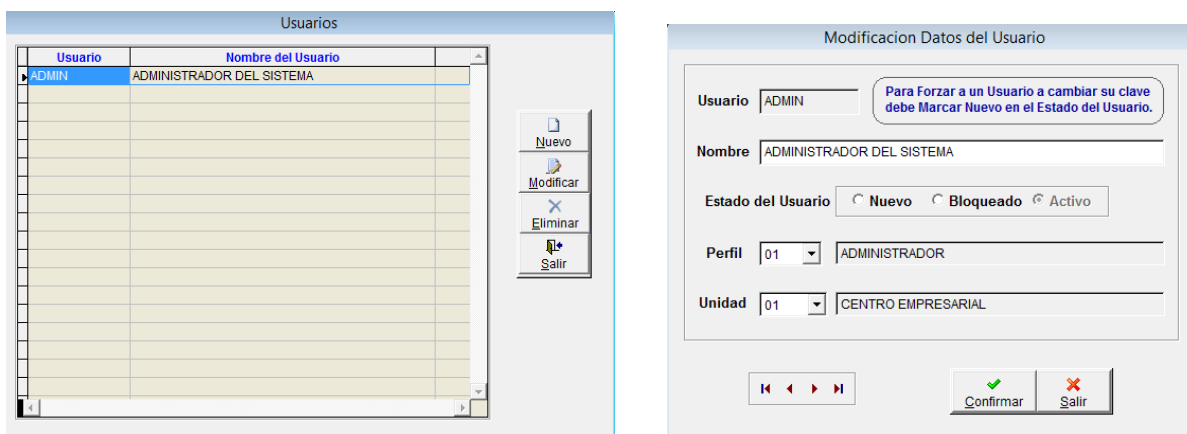 Usuarios
Usuario Nombre del Usuario
ADMIN ADMINISTRADOR DEL SISTEMA
Nuevo
Modificar
Eliminar
Salir
Modificacion Datos del Usuario
Usuario ADMIN
Para Forzar a un Usuario a cambiar su clave
debe Marcar Nuevo en el Estado del Usuario.
Nombre ADMINISTRADOR DEL SISTEMA
Estado del Usuario Nuevo Bloqueado Activo
Perfil 01 ADMINISTRADOR
Unidad 01 CENTRO EMPRESARIAL
Confirmar Salir